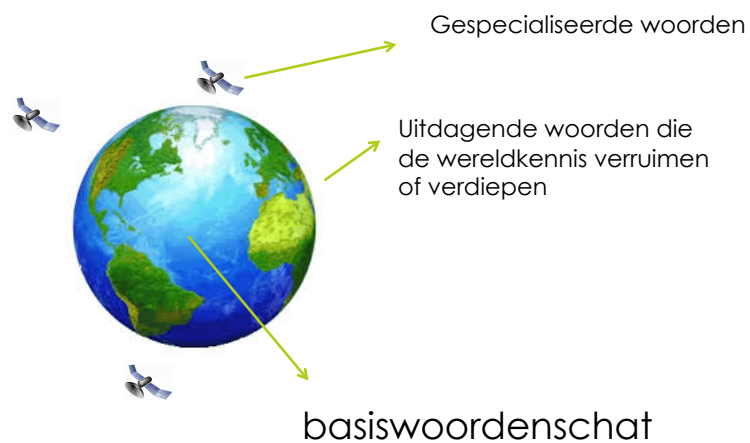 Gespecialiseerde woorden
Uitdagende woorden die
de wereldkennis verruimen
of verdiepen
basiswoordenschat